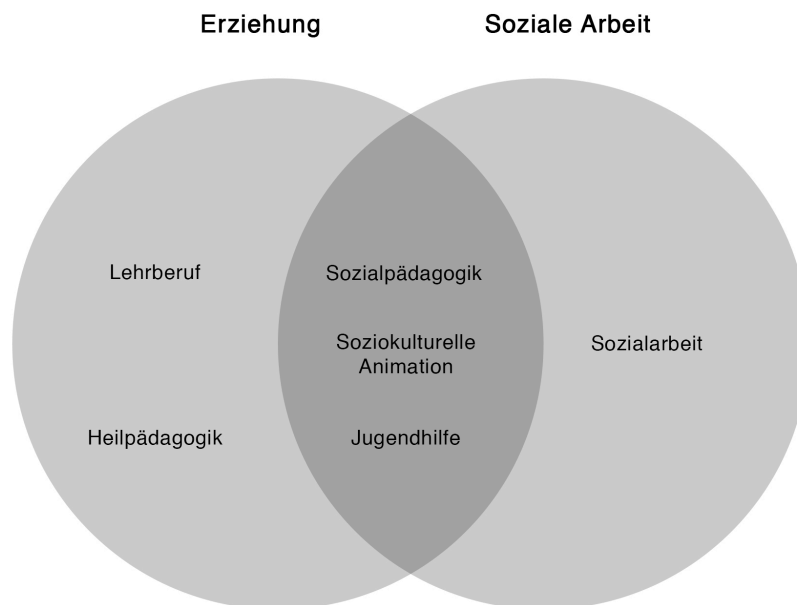 Erziehung
Soziale Arbeit
Lehrberuf
Sozialpädagogik
Soziokulturelle
Animation
Sozialarbeit
Heilpädagogik
Jugendhilfe